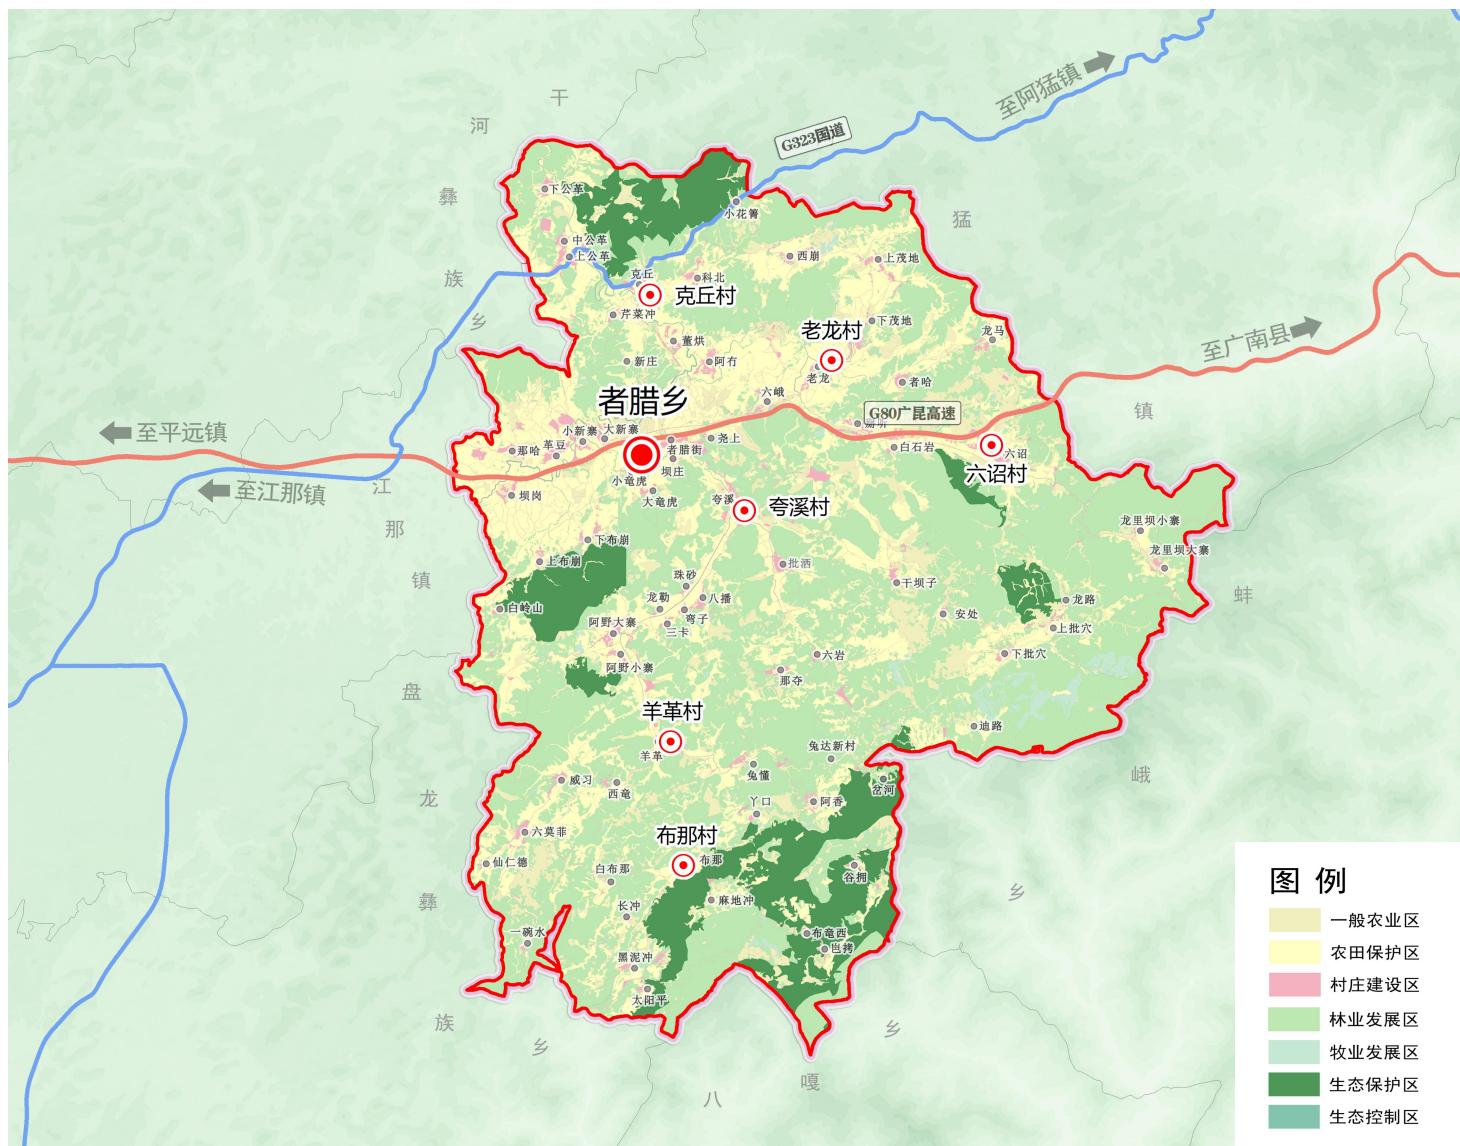 干
河
彝
族
乡
猛
镇
G323国道
至阿猛镇
至广南县
至平远镇
至江那镇
G80广昆高速
下公革
中公革
上公革
小花箐
西崩
上茂地
克丘
科北
克丘村
芹菜冲
董烘
下茂地
龙马
老龙村
新庄
阿冇
老龙
者哈
者腊乡
六峨
小新寨
大新寨
那哈
革豆
者腊街
尧上
白石岩
六诏
六诏村
坝庄
小竜虎
大竜虎
坝岗
夸溪
夸溪村
龙里坝小寨
龙里坝大寨
下布崩
上布崩
批洒
干坝子
珠砂
八播
龙勒
弯子
三卡
白岭山
阿野大寨
阿野小寨
安处
龙路
上批穴
下批穴
六岩
那夺
迪路
羊革村
羊革
兔达新村
兔懂
岔河
威习
西竜
丫口
阿香
六莫菲
布那村
布那
仙仁德
白布那
谷拥
麻地冲
长冲
一碗水
布竜西
岜拷
黑泥冲
太阳平
江
那
镇
盘
龙
彝
族
乡
蚌
峨
乡
八
嘎
乡
图 例
一般农业区
农田保护区
村庄建设区
林业发展区
牧业发展区
生态保护区
生态控制区